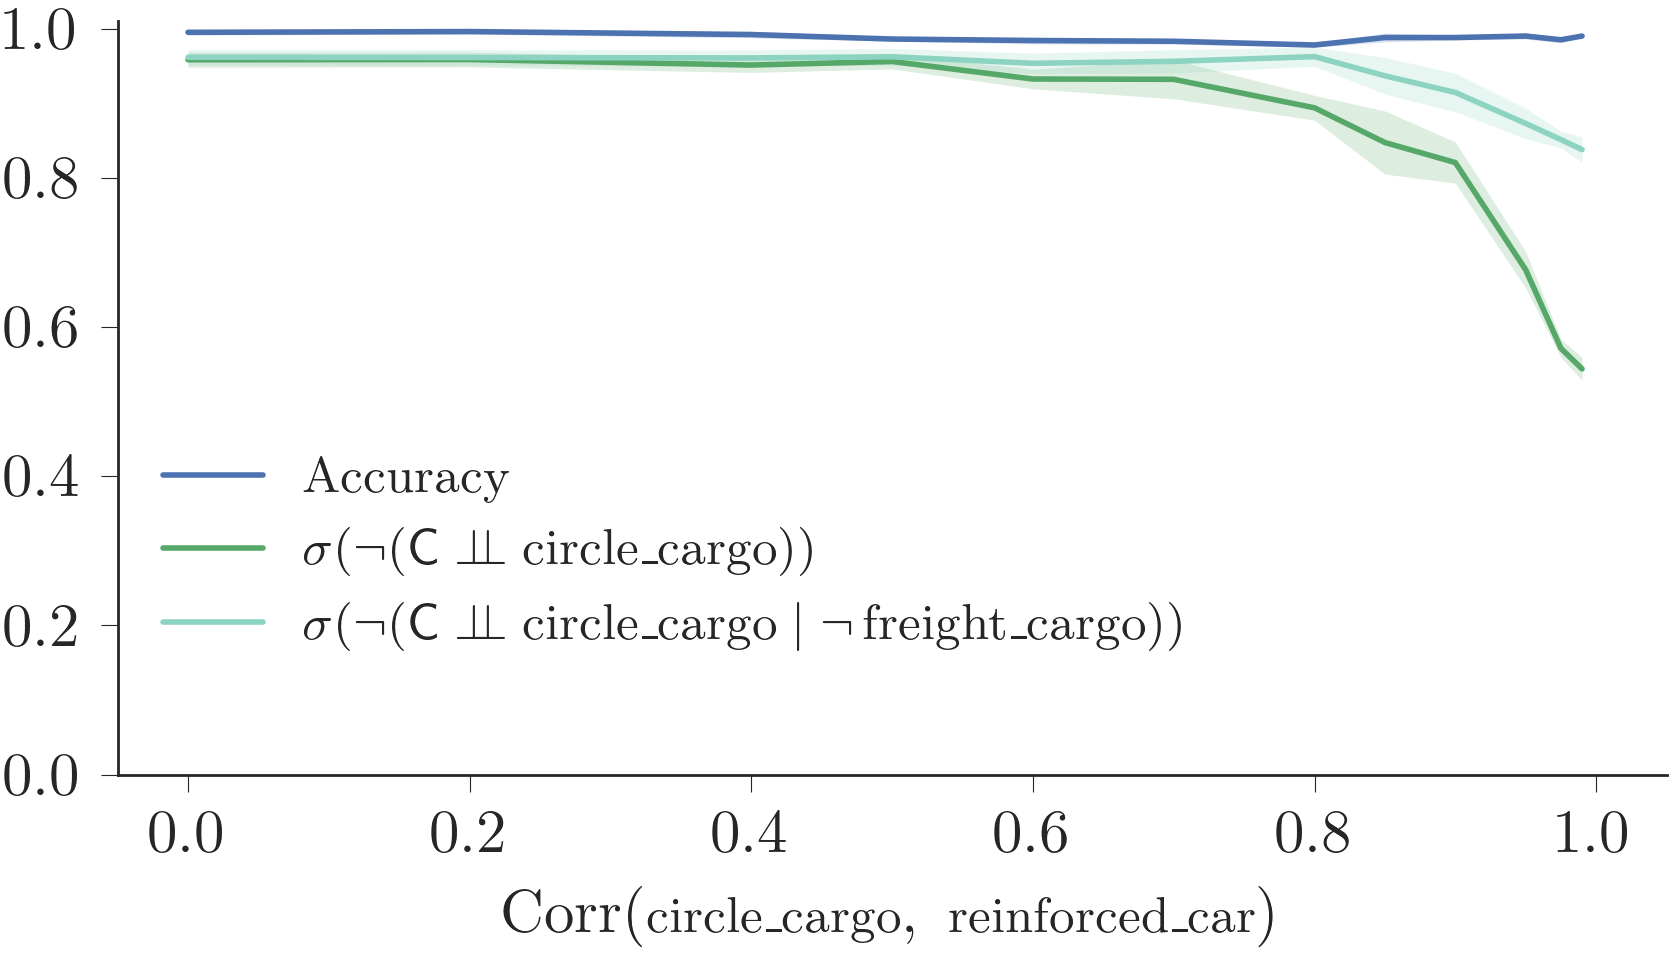 1.0
0.8
0.6
0.4
0.2
0.0
Accuracy
σ(¬(C ⫫ circle_cargo))
σ(¬(C ⫫ circle_cargo | ¬ freight_cargo))
0.0 0.2 0.4 0.6 0.8 1.0
Corr(circle_cargo, reinforced_car)